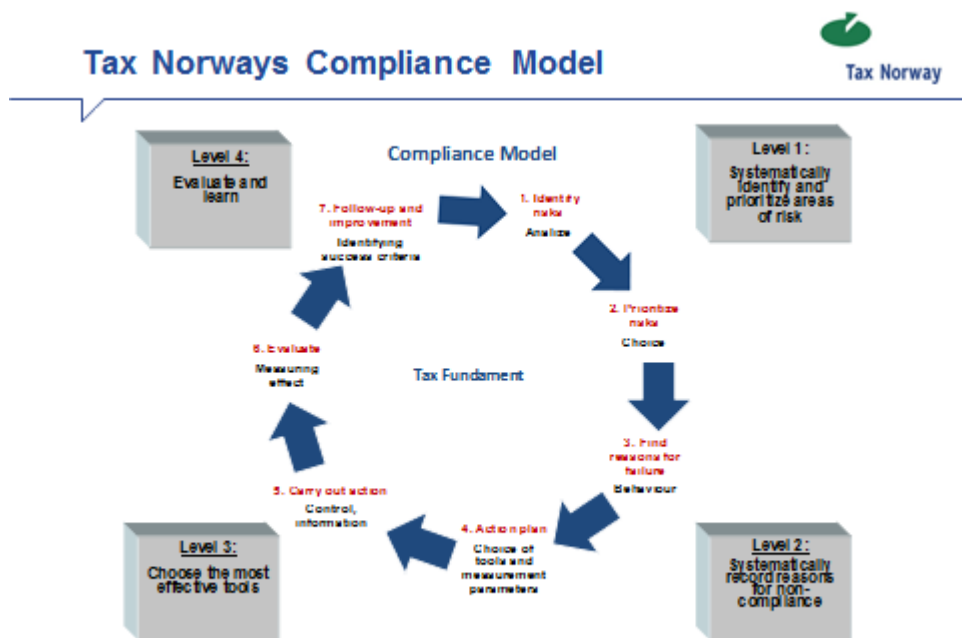 Tax Norways Compliance Model
Tax Norway
Level 4:
Evaluate and
learn
Compliance Model
Level 1:
Systematically
identify and
prioritize areas
of risk
1. Identify
risks
Analize
2. Prioritize
risks
Choice
3. Find
reasons for
failure
Behaviour
4. Action plan
Choice of
tools and
measurement
parameters
5. Carry out action
Control,
information
6. Evaluate
Measuring
effect
7. Follow-up and
improvement
Identifying
success criteria
Tax Fundament
Level 3:
Choose the most
effective tools
Level 2:
Systematically
record reasons
for non-
compliance